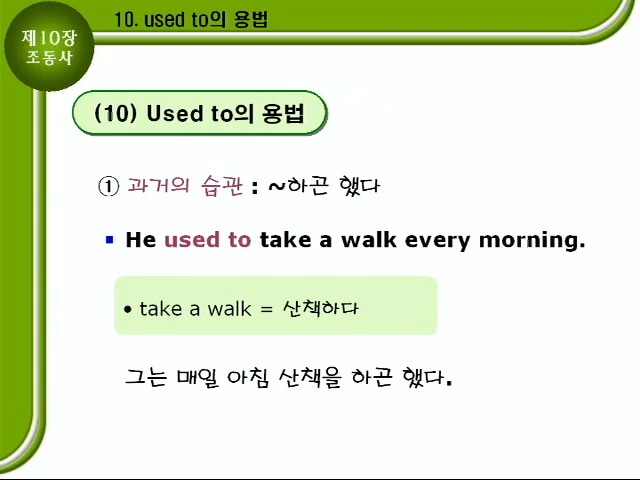 10. used to의 용법
제10장
조동사
(10) Used to의 용법
① 과거의 습관 : ~하곤 했다
▪ He used to take a walk every morning.
• take a walk = 산책하다
그는 매일 아침 산책을 하곤 했다.